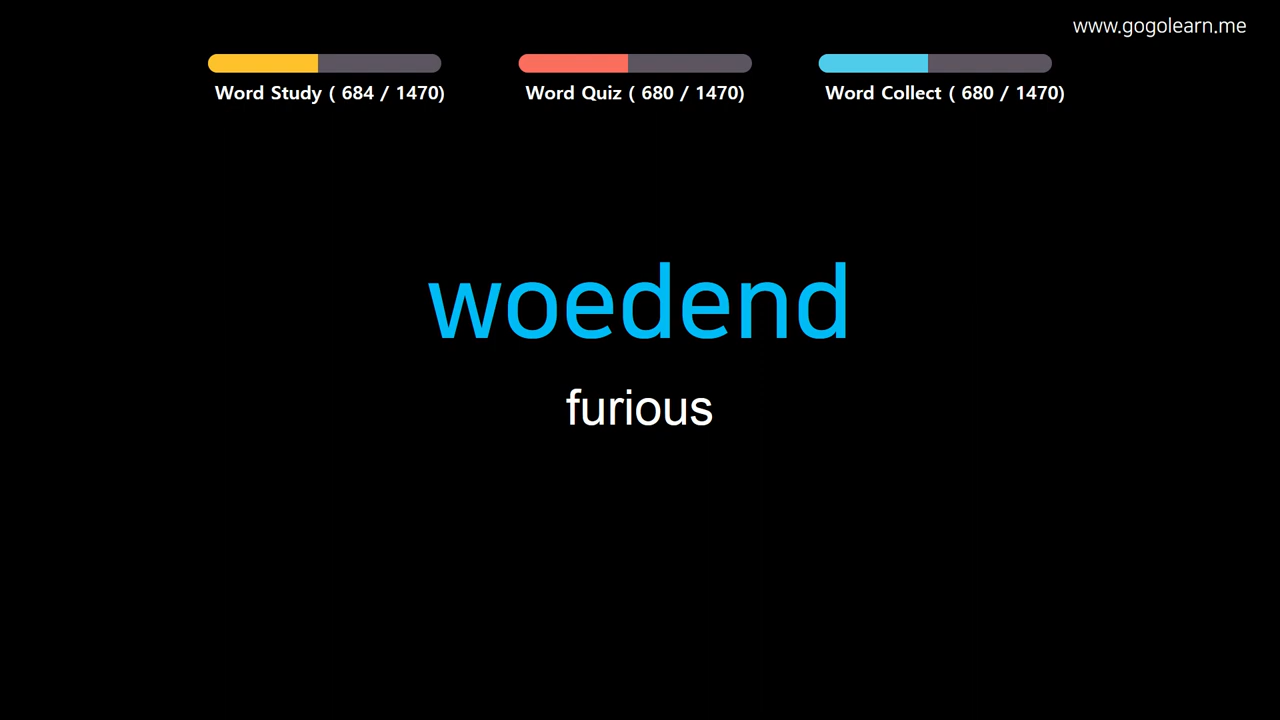 www.gogolearn.me
Word Study ( 684 / 1470)
Word Quiz ( 680 / 1470)
Word Collect ( 680 / 1470)
woedend
furious